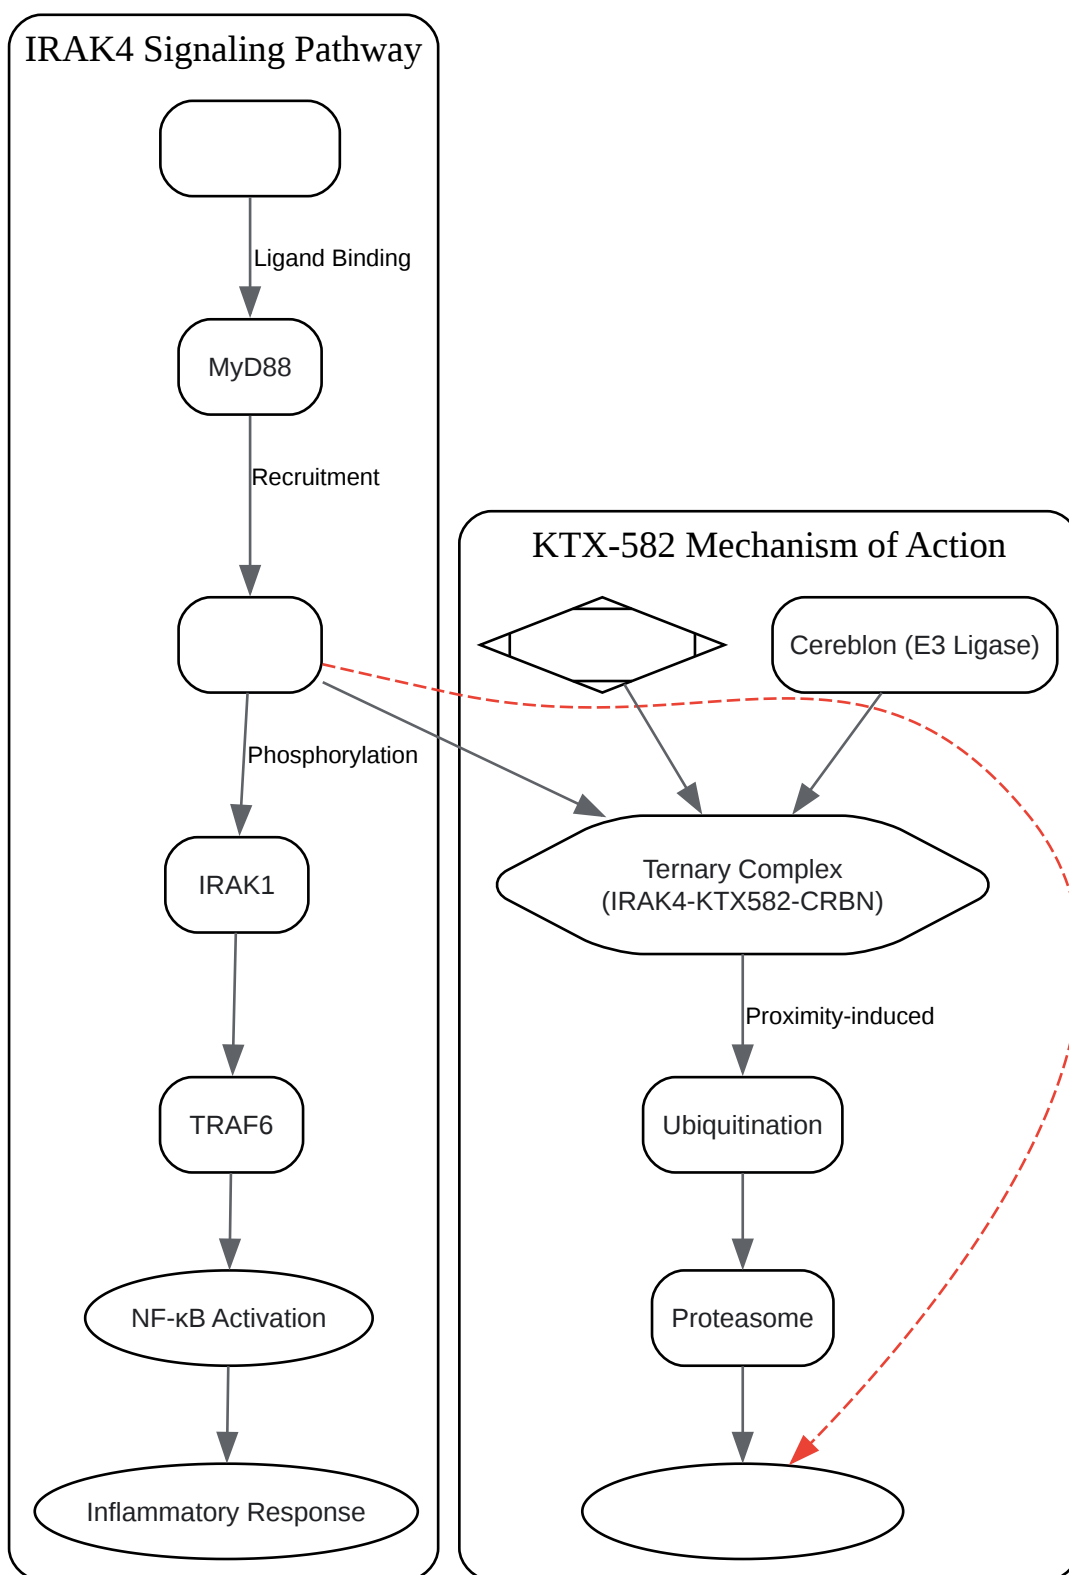 IRAK4 Signaling Pathway
Ligand Binding
MyD88
Recruitment
Phosphorylation
IRAK1
TRAF6
NF-κB Activation
Inflammatory Response
KTX-582 Mechanism of Action
Cereblon (E3 Ligase)
Ternary Complex
(IRAK4-KTX582-CRBN)
Proximity-induced
Ubiquitination
Proteasome